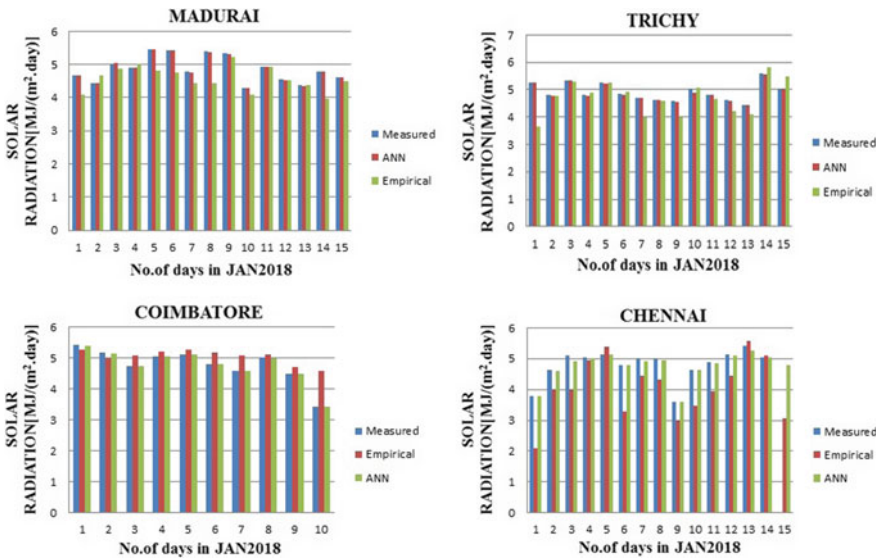 MADURAI
SOLAR
RADIATION[MJ/(m².day)]
6
5
4
3
2
1
0
1 2 3 4 5 6 7 8 9 10 11 12 13 14 15
No.of days in JAN2018
Measured
ANN
Empirical
TRICHY
SOLAR
RADIATION[MJ/(m².day)]
7
6
5
4
3
2
1
0
1 2 3 4 5 6 7 8 9 10 11 12 13 14 15
No.of days in JAN2018
Measured
ANN
Empirical
COIMBATORE
SOLAR
RADIATION[MJ/(m².day)]
6
5
4
3
2
1
0
1 2 3 4 5 6 7 8 9 10
No.of days in JAN2018
Measured
Empirical
ANN
CHENNAI
SOLAR
RADIATION[MJ/(m².day)]
6
5
4
3
2
1
0
1 2 3 4 5 6 7 8 9 10 11 12 13 14 15
No.of days in JAN2018
Measured
Empirical
ANN